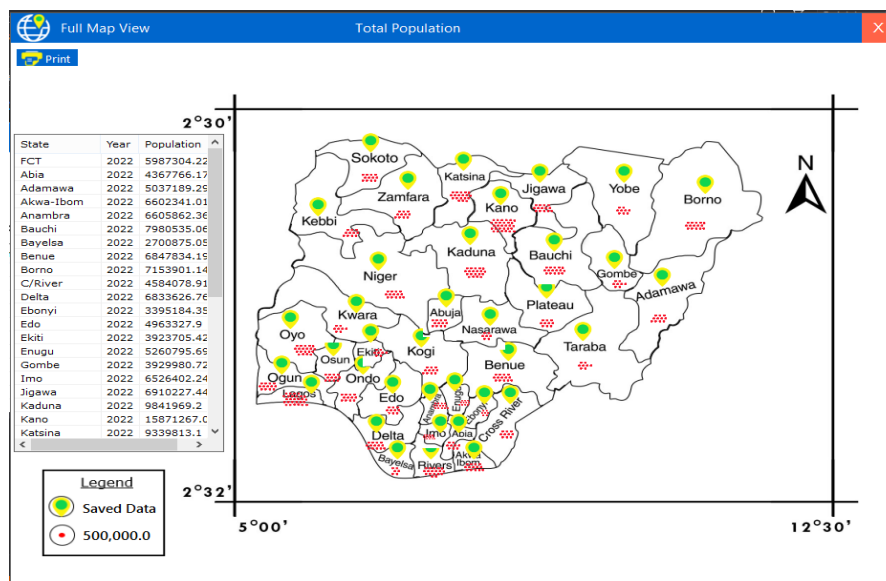 Full Map View
Total Population
X
Print
2°30'
State Year Population
FCT 2022 5987304.22
Abia 2022 4367766.17
Adamawa 2022 5037189.29
Akwa-Ibom 2022 6602341.01
Anambra 2022 6605862.36
Bauchi 2022 7980535.06
Bayelsa 2022 2700875.05
Benue 2022 6847834.19
Borno 2022 7153901.14
C/River 2022 4584078.91
Delta 2022 6833626.76
Ebonyi 2022 3395184.35
Edo 2022 4963327.9
Ekiti 2022 3923705.42
Enugu 2022 5260795.69
Gombe 2022 3929980.72
Imo 2022 6526402.24
Jigawa 2022 6910227.44
Kaduna 2022 9841969.2
Kano 2022 15871267.0
Katsina 2022 9339813.1
N
Sokoto
Katsina
Jigawa
Yobe
Borno
Zamfara
Kano
Kebbi
Kaduna
Bauchi
Niger
Gombe
Adamawa
Plateau
Kwara
Abuja
Nasarawa
Oyo
Taraba
Osun
Ekiti
Kogi
Benue
Ogun
Ondo
Lagos
Edo
Anambra
Enugu
Ebonyi
Cross River
Delta
Imo
Abia
Bayelsa
Rivers
Akwa
Ibom
2°32'
5°00'
12°30'
Legend
Saved Data
500,000.0